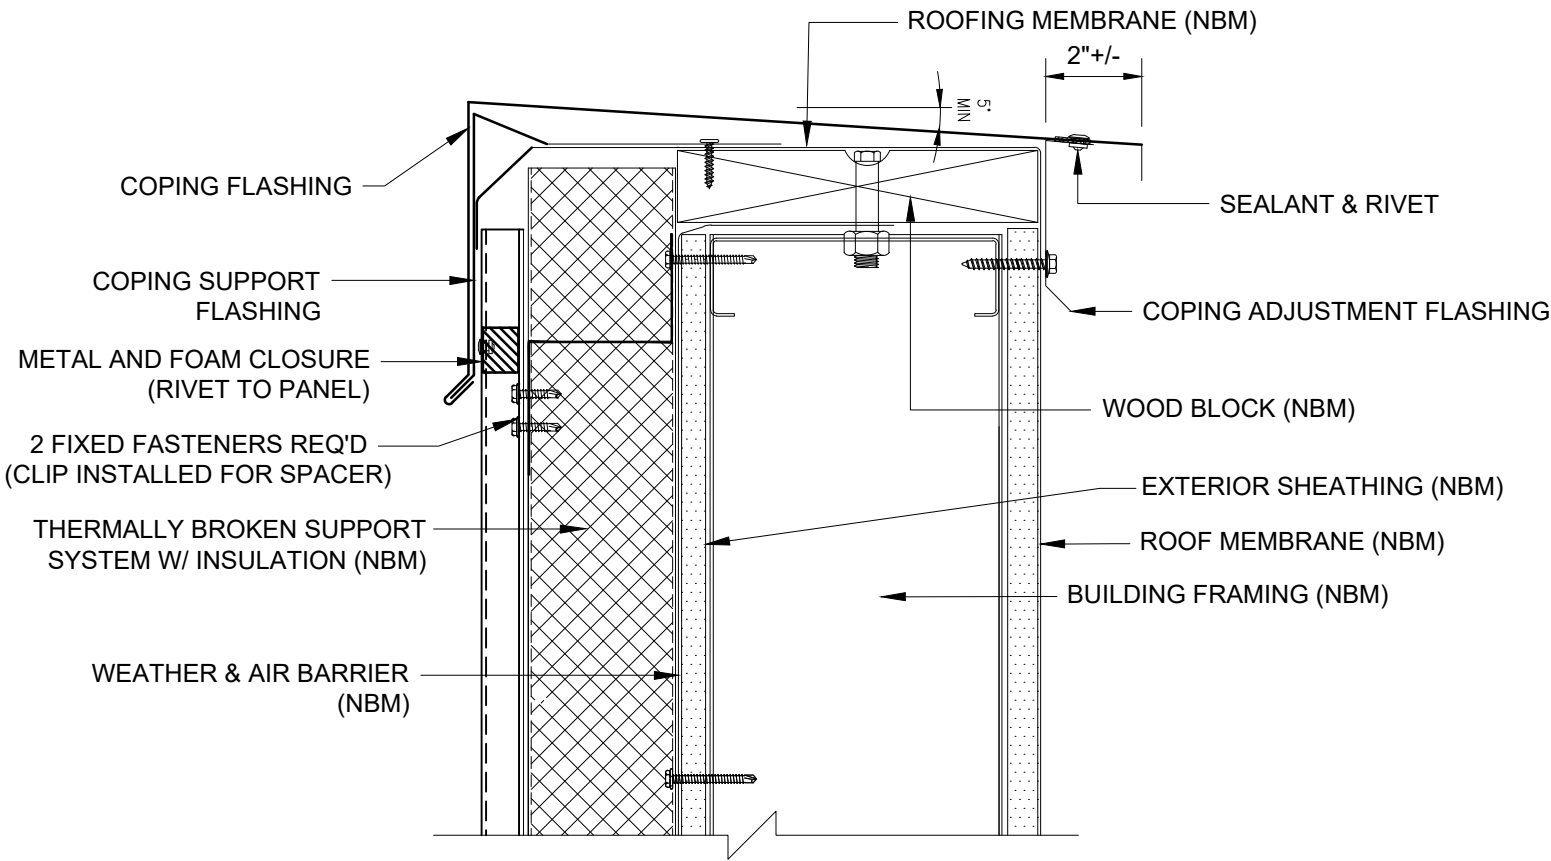 ROOFING MEMBRANE (NBM)
2"+/-
5°
MIN
COPING FLASHING
SEALANT & RIVET
COPING SUPPORT
FLASHING
COPING ADJUSTMENT FLASHING
METAL AND FOAM CLOSURE
(RIVET TO PANEL)
WOOD BLOCK (NBM)
2 FIXED FASTENERS REQ'D
(CLIP INSTALLED FOR SPACER)
EXTERIOR SHEATHING (NBM)
THERMALLY BROKEN SUPPORT
SYSTEM W/ INSULATION (NBM)
ROOF MEMBRANE (NBM)
BUILDING FRAMING (NBM)
WEATHER & AIR BARRIER
(NBM)